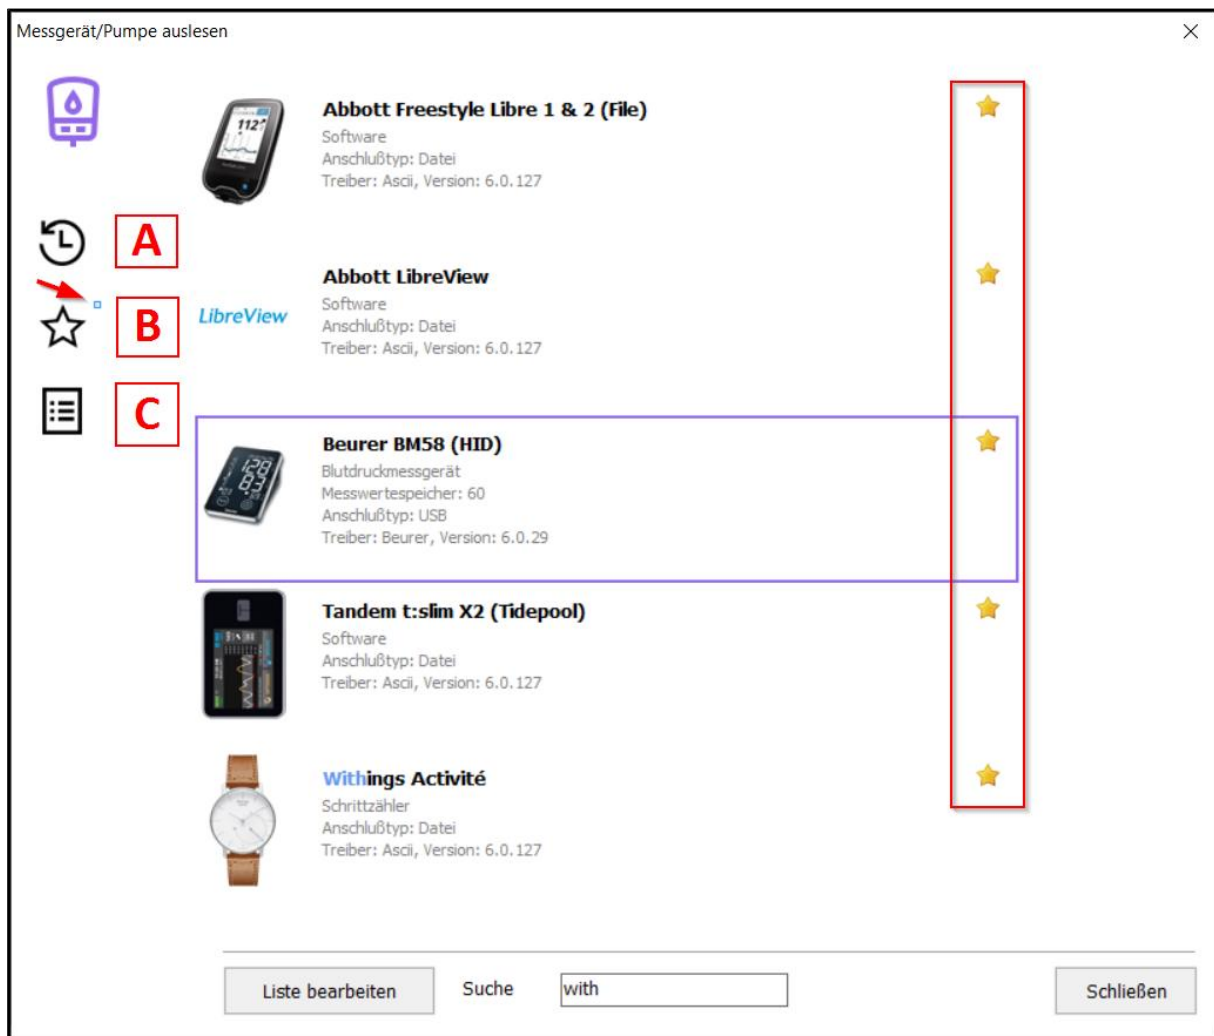 Messgerät/Pumpe auslesen
Abbott Freestyle Libre 1 & 2 (File)
Software
Anschlußtyp: Datei
Treiber: Ascii, Version: 6.0.127
112
A
Abbott LibreView
Software
Anschlußtyp: Datei
Treiber: Ascii, Version: 6.0.127
LibreView
B
C
Beurer BM58 (HID)
Blutdruckmessgerät
Messwertespeicher: 60
Anschlußtyp: USB
Treiber: Beurer, Version: 6.0.29
128
83
Tandem t:slim X2 (Tidepool)
Software
Anschlußtyp: Datei
Treiber: Ascii, Version: 6.0.127
Withings Activité
Schrittzähler
Anschlußtyp: Datei
Treiber: Ascii, Version: 6.0.127
Liste bearbeiten
Suche
with
Schließen